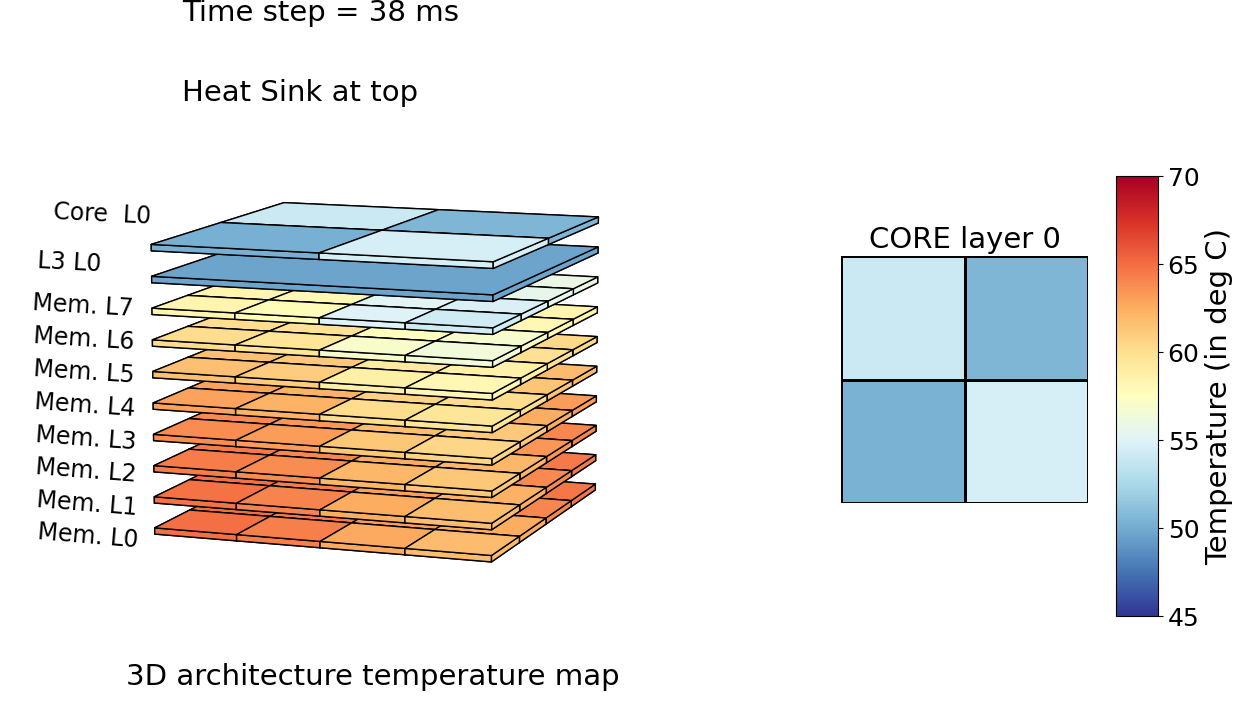 Time step = 38 ms
Heat Sink at top
Core  L0
L3 L0
Mem. L7
Mem. L6
Mem. L5
Mem. L4
Mem. L3
Mem. L2
Mem. L1
Mem. L0
3D architecture temperature map
CORE layer 0
70
65
60
55
50
45
Temperature (in deg C)